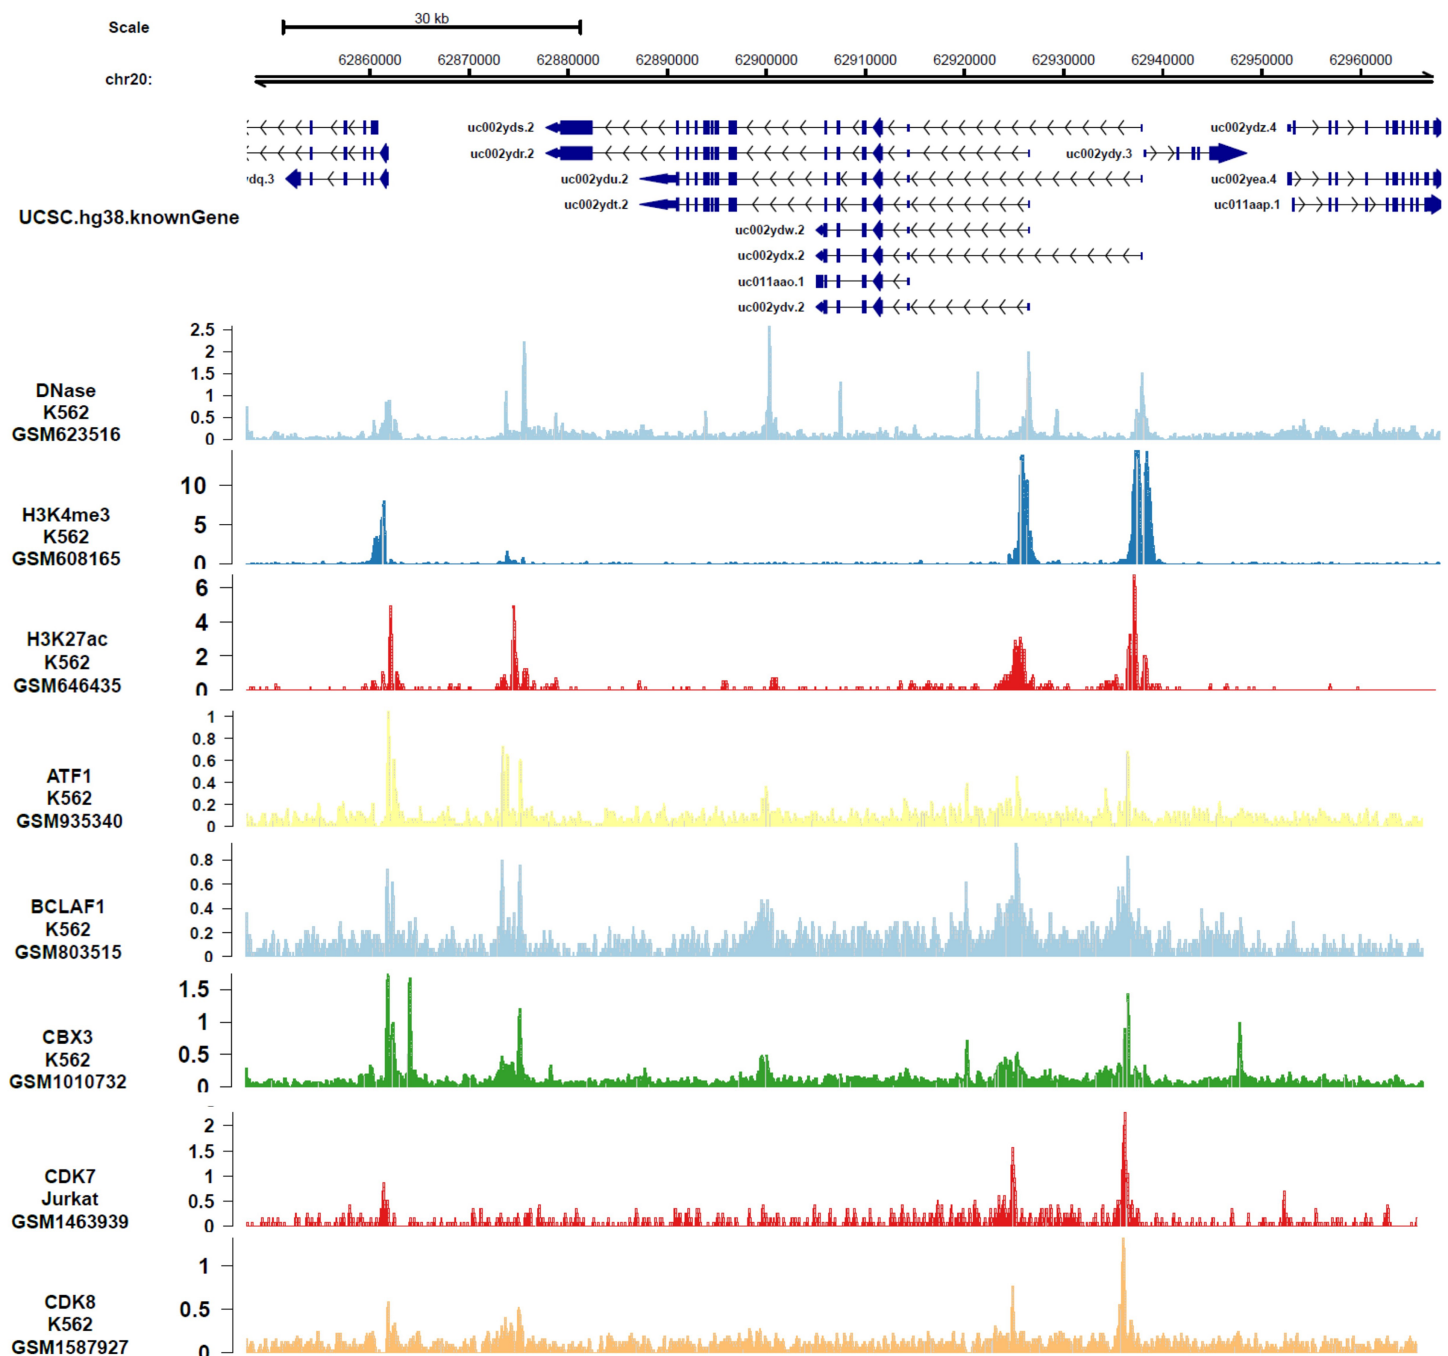 Scale
30 kb
62860000 62870000 62880000 62890000 62900000 62910000 62920000 62930000 62940000 62950000 62960000
chr20:
uc002yds.2 uc002ydz.4
uc002ydr.2 uc002ydy.3
ydq.3 uc002ydu.2 uc002yea.4
uc002ydt.2 uc011aap.1
UCSC.hg38.knownGene
uc002ydw.2
uc002ydx.2
uc011aao.1
uc002ydv.2
2.5
2
1.5
1
0.5
0
DNase
K562
GSM623516
10
5
0
H3K4me3
K562
GSM608165
6
4
2
0
H3K27ac
K562
GSM646435
1
0.8
0.6
0.4
0.2
0
ATF1
K562
GSM935340
0.8
0.6
0.4
0.2
0
BCLAF1
K562
GSM803515
1.5
1
0.5
0
CBX3
K562
GSM1010732
2
1.5
1
0.5
0
CDK7
Jurkat
GSM1463939
1
0.5
0
CDK8
K562
GSM1587927